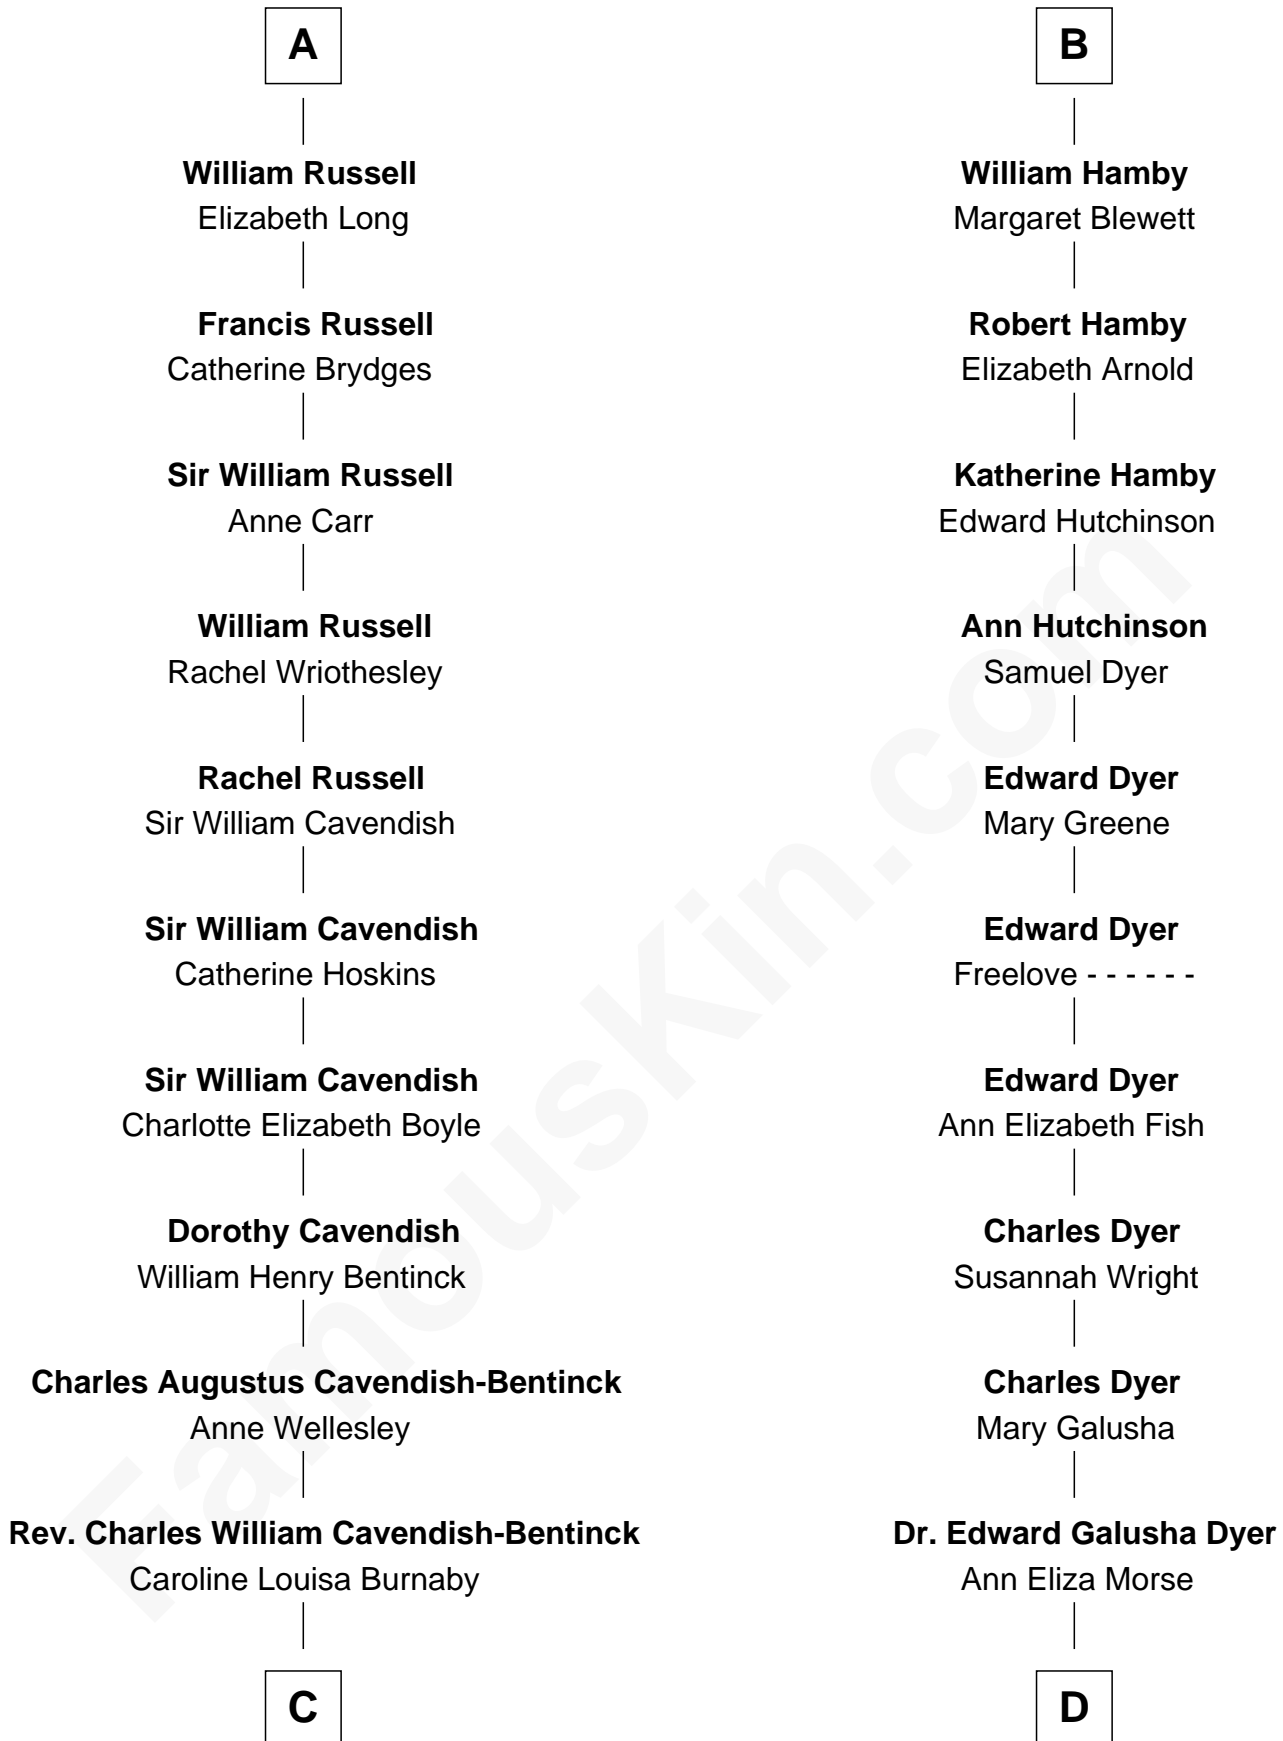 A
William Russell
Elizabeth Long
Francis Russell
Catherine Brydges
Sir William Russell
Anne Carr
William Russell
Rachel Wriothesley
Rachel Russell
Sir William Cavendish
Sir William Cavendish
Catherine Hoskins
Sir William Cavendish
Charlotte Elizabeth Boyle
Dorothy Cavendish
William Henry Bentinck
Charles Augustus Cavendish-Bentinck
Anne Wellesley
Rev. Charles William Cavendish-Bentinck
Caroline Louisa Burnaby
C
B
William Hamby
Margaret Blewett
Robert Hamby
Elizabeth Arnold
Katherine Hamby
Edward Hutchinson
Ann Hutchinson
Samuel Dyer
Edward Dyer
Mary Greene
Edward Dyer
Freelove - - - - - -
Edward Dyer
Ann Elizabeth Fish
Charles Dyer
Susannah Wright
Charles Dyer
Mary Galusha
Dr. Edward Galusha Dyer
Ann Eliza Morse
D
FamousKin.com